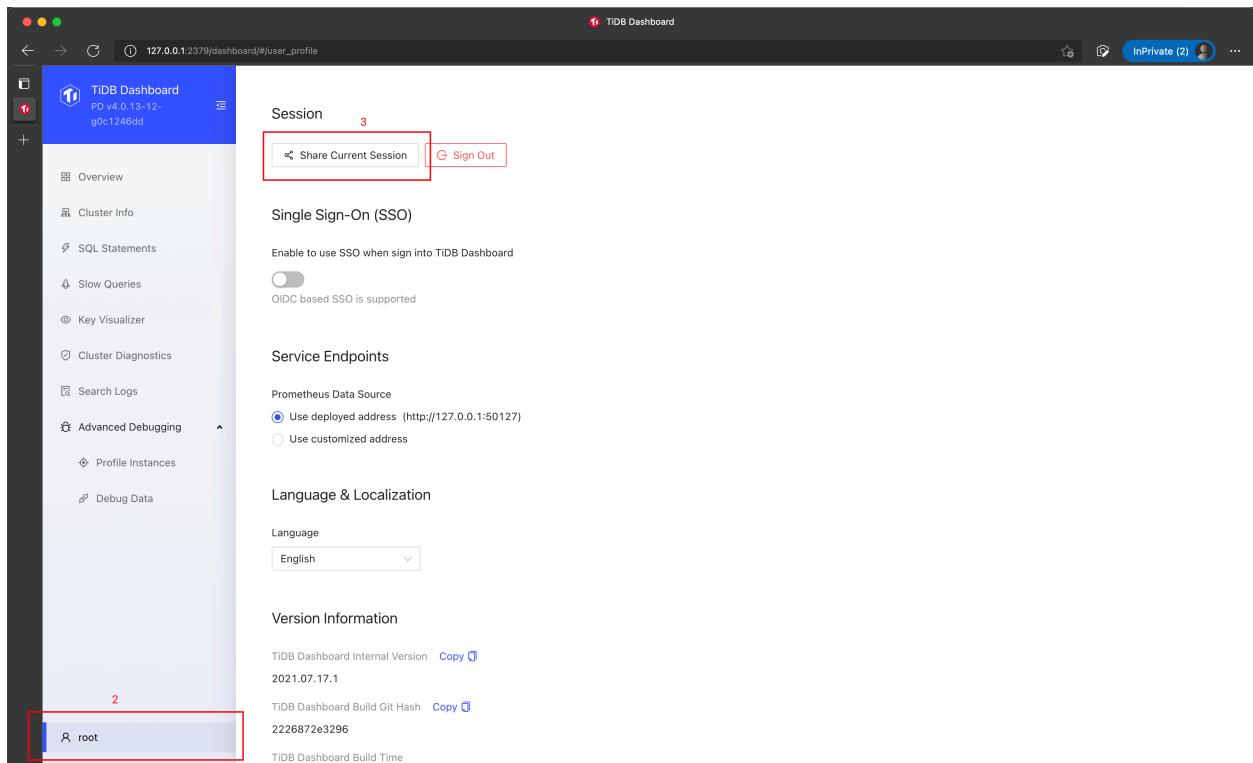 TiDB Dashboard
127.0.0.1:2379/dashboard/#/user_profile
InPrivate (2)
TiDB Dashboard
PD v4.0.13-12-
g0c1246dd
Overview
Cluster Info
SQL Statements
Slow Queries
Key Visualizer
Cluster Diagnostics
Search Logs
Advanced Debugging
Profile Instances
Debug Data
2
root
Session
3
Share Current Session
Sign Out
Single Sign-On (SSO)
Enable to use SSO when sign into TiDB Dashboard
OIDC based SSO is supported
Service Endpoints
Prometheus Data Source
Use deployed address (http://127.0.0.1:50127)
Use customized address
Language & Localization
Language
English
Version Information
TiDB Dashboard Internal Version Copy
2021.07.17.1
TiDB Dashboard Build Git Hash Copy
2226872e3296
TiDB Dashboard Build Time